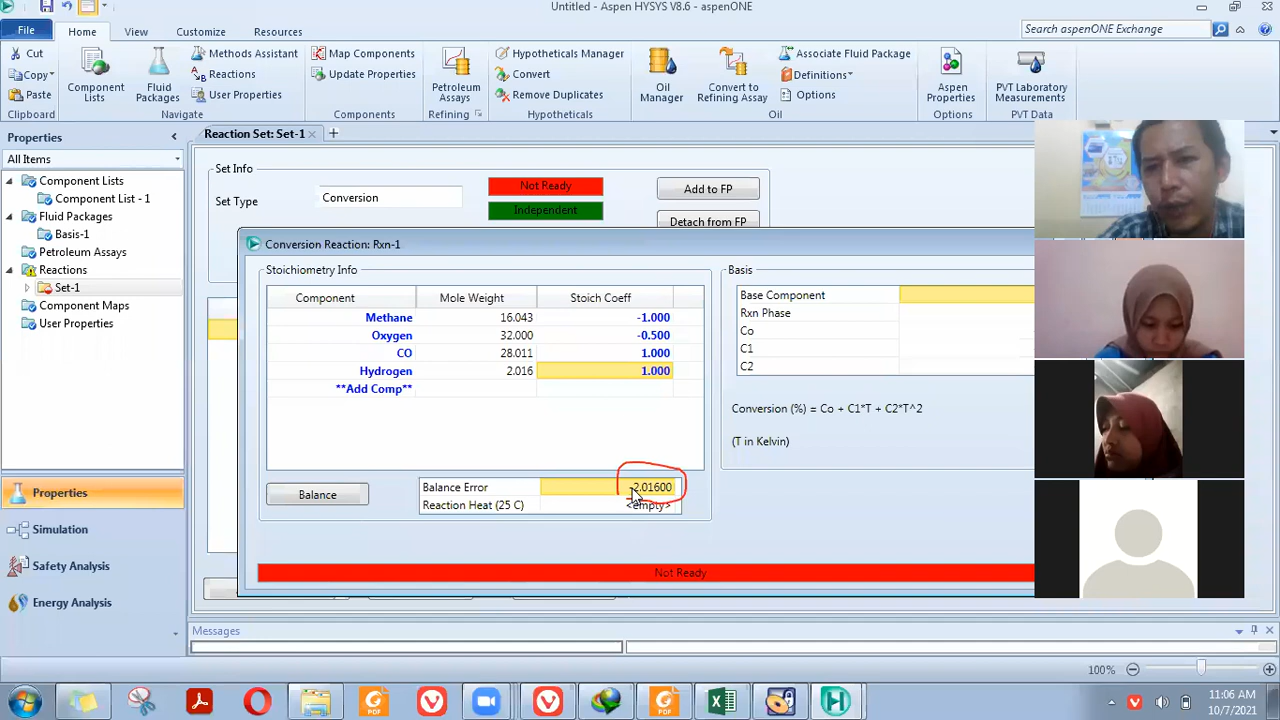 Untitled - Aspen HYSYS V8.6 - aspenONE
File
Home
View
Customize
Resources
Search aspenONE Exchange
Cut
Copy
Paste
Clipboard
Component Lists
Fluid Packages
Methods Assistant
Reactions
User Properties
Navigate
Map Components
Update Properties
Components
Petroleum Assays
Refining
Hypotheticals Manager
Convert
Remove Duplicates
Hypotheticals
Oil Manager
Convert to Refining Assay
Associate Fluid Package
Definitions
Options
Oil
Aspen Properties
Options
PVT Laboratory Measurements
PVT Data
Properties
All Items
Component Lists
Component List - 1
Fluid Packages
Basis-1
Petroleum Assays
Reactions
Set-1
Component Maps
User Properties
Properties
Simulation
Safety Analysis
Energy Analysis
Reaction Set: Set-1
Set Info
Set Type
Conversion
Not Ready
Independent
Add to FP
Detach from FP
Conversion Reaction: Rxn-1
Stoichiometry Info
Component Mole Weight Stoich Coeff
Methane 16.043 -1.000
Oxygen 32.000 -0.500
CO 28.011 1.000
Hydrogen 2.016 1.000
**Add Comp**
Balance
Balance Error -2.01600
Reaction Heat (25 C) <empty>
Basis
Base Component
Rxn Phase
Co
C1
C2
Conversion (%) = Co + C1*T + C2*T^2
(T in Kelvin)
Not Ready
Messages
100%
11:06 AM
10/7/2021